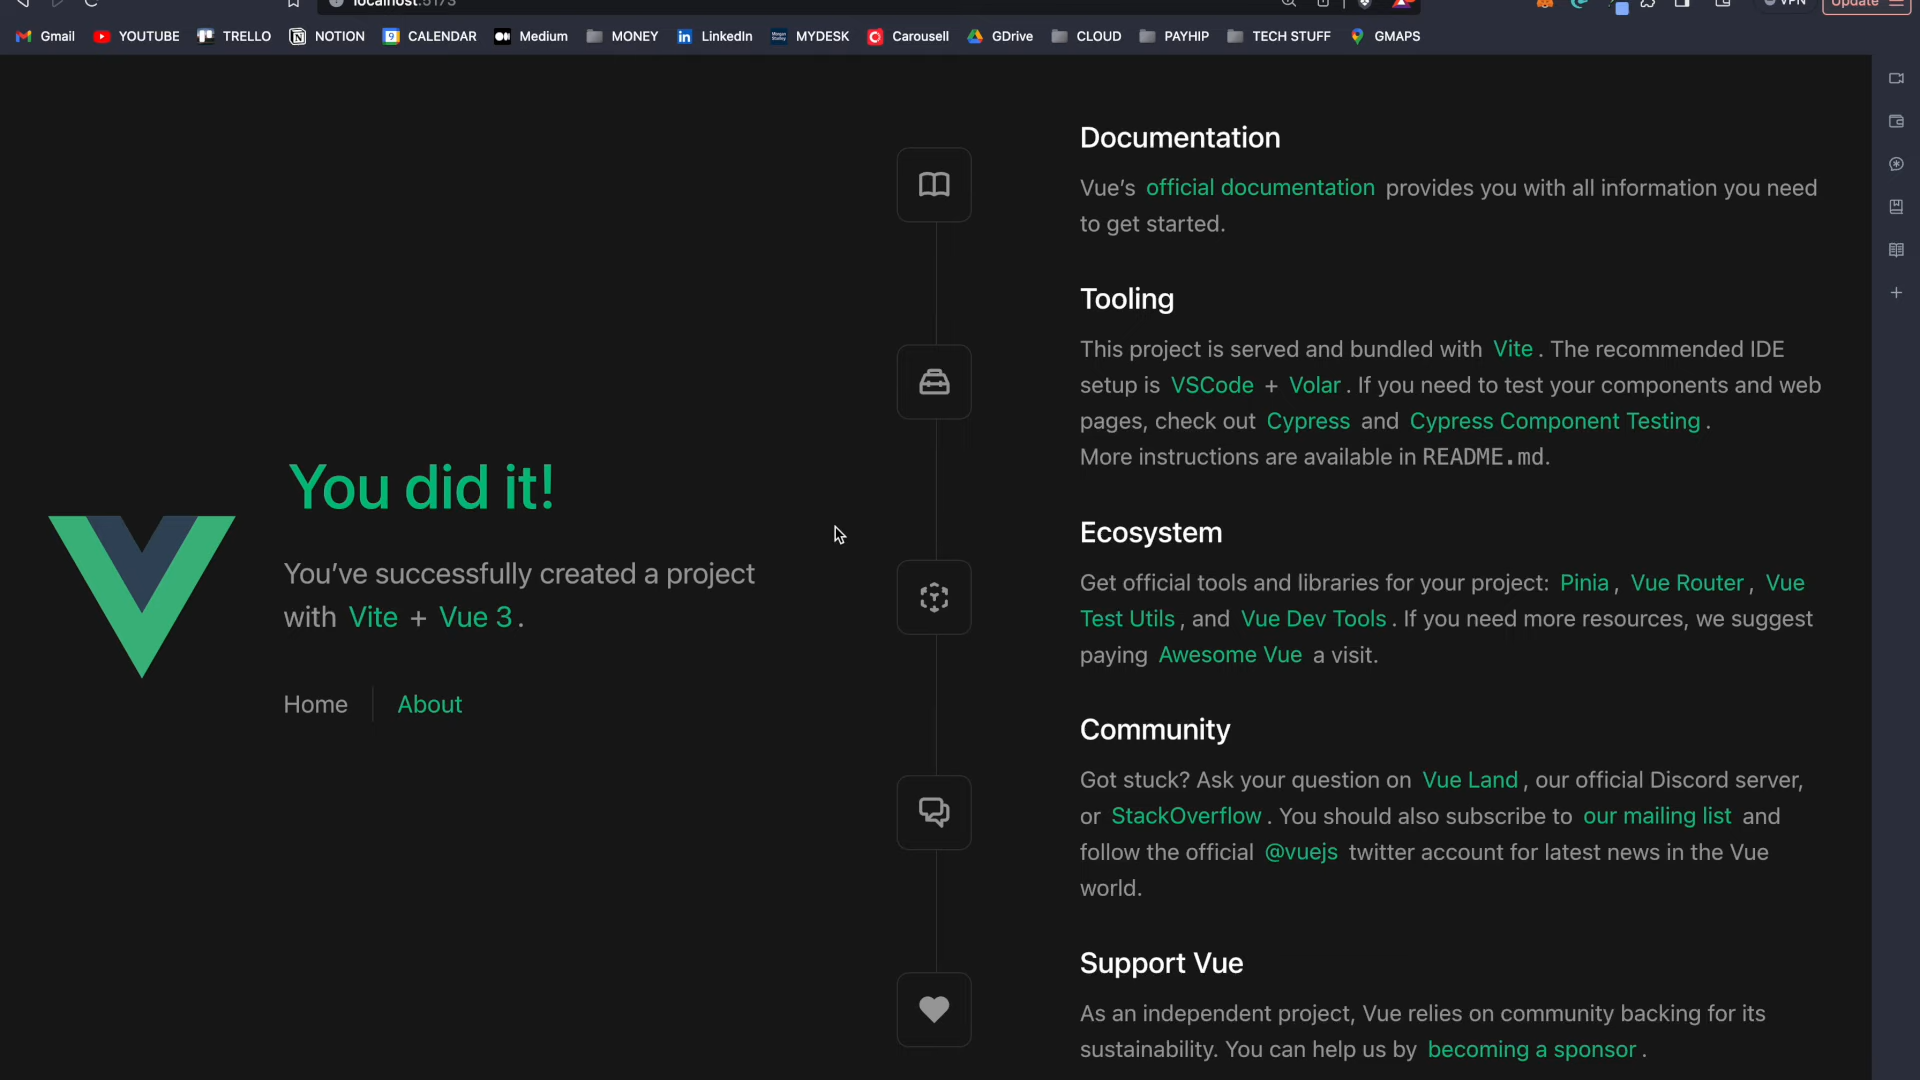 localhost:5173
VPN
Update
Gmail YOUTUBE TRELLO NOTION CALENDAR Medium MONEY LinkedIn MYDESK Carousell GDrive CLOUD PAYHIP TECH STUFF GMAPS
You did it!
You’ve successfully created a project
with Vite + Vue 3 .
Home About
Documentation
Vue’s official documentation provides you with all information you need
to get started.
Tooling
This project is served and bundled with Vite . The recommended IDE
setup is VSCode + Volar . If you need to test your components and web
pages, check out Cypress and Cypress Component Testing .
More instructions are available in README.md.
Ecosystem
Get official tools and libraries for your project: Pinia , Vue Router , Vue
Test Utils , and Vue Dev Tools . If you need more resources, we suggest
paying Awesome Vue a visit.
Community
Got stuck? Ask your question on Vue Land , our official Discord server,
or StackOverflow . You should also subscribe to our mailing list and
follow the official @vuejs twitter account for latest news in the Vue
world.
Support Vue
As an independent project, Vue relies on community backing for its
sustainability. You can help us by becoming a sponsor .